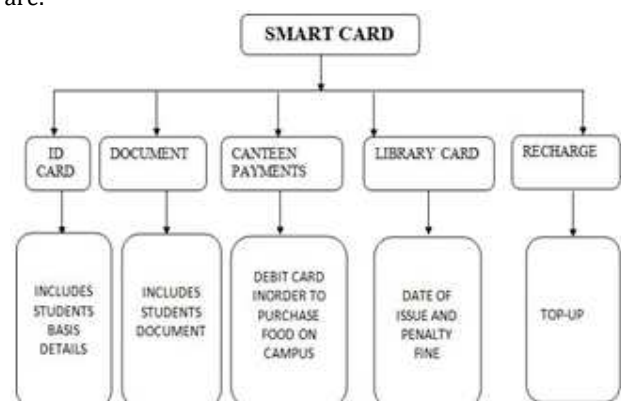 are:
SMART CARD
ID
CARD
DOCUMENT
CANTEEN
PAYMENTS
LIBRARY CARD
RECHARGE
INCLUDES
STUDENTS
BASIS
DETAILS
INCLUDES
STUDENTS
DOCUMENT
DEBIT CARD
INORDER TO
PURCHASE
FOOD ON
CAMPUS
DATE OF
ISSUE AND
PENALTY
FINE
TOP-UP